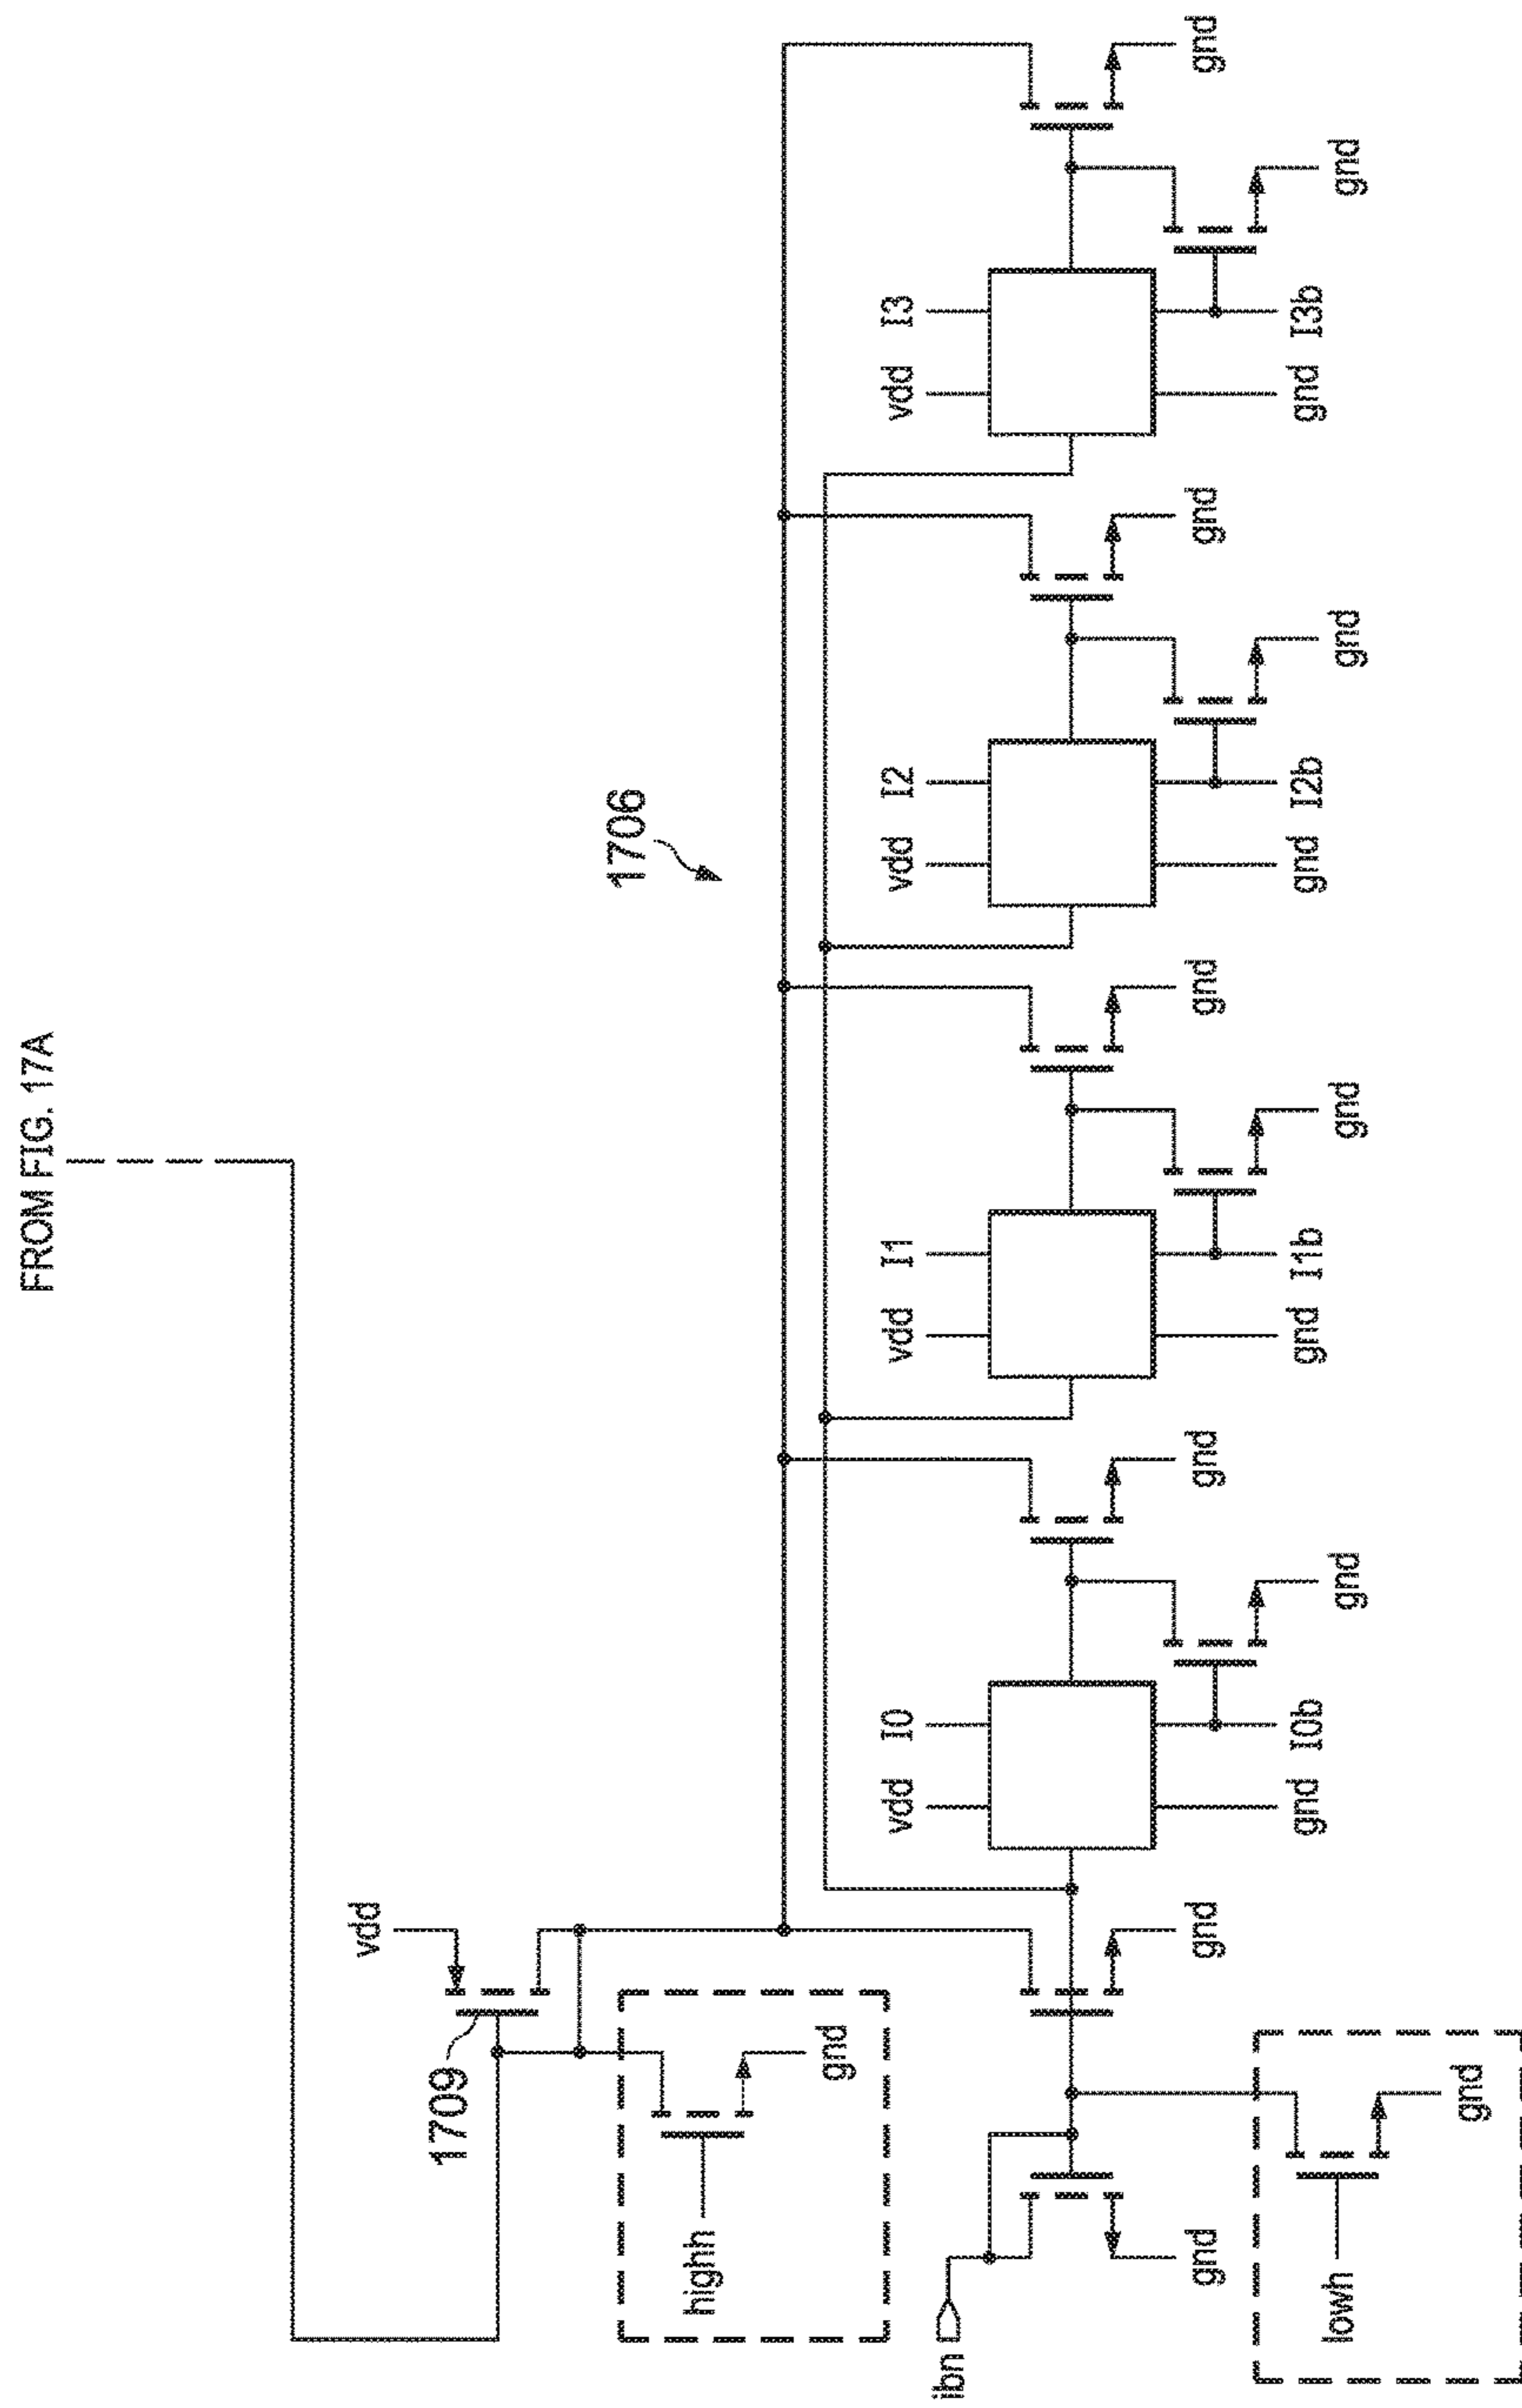 FROM FIG. 17A
vdd
1709
1706
highh
gnd
vdd I0 vdd I1 vdd I2 vdd I3
ibn
gnd gnd gnd gnd gnd gnd
gnd I0b gnd I1b gnd I2b gnd I3b
lowh gnd gnd gnd gnd
gnd